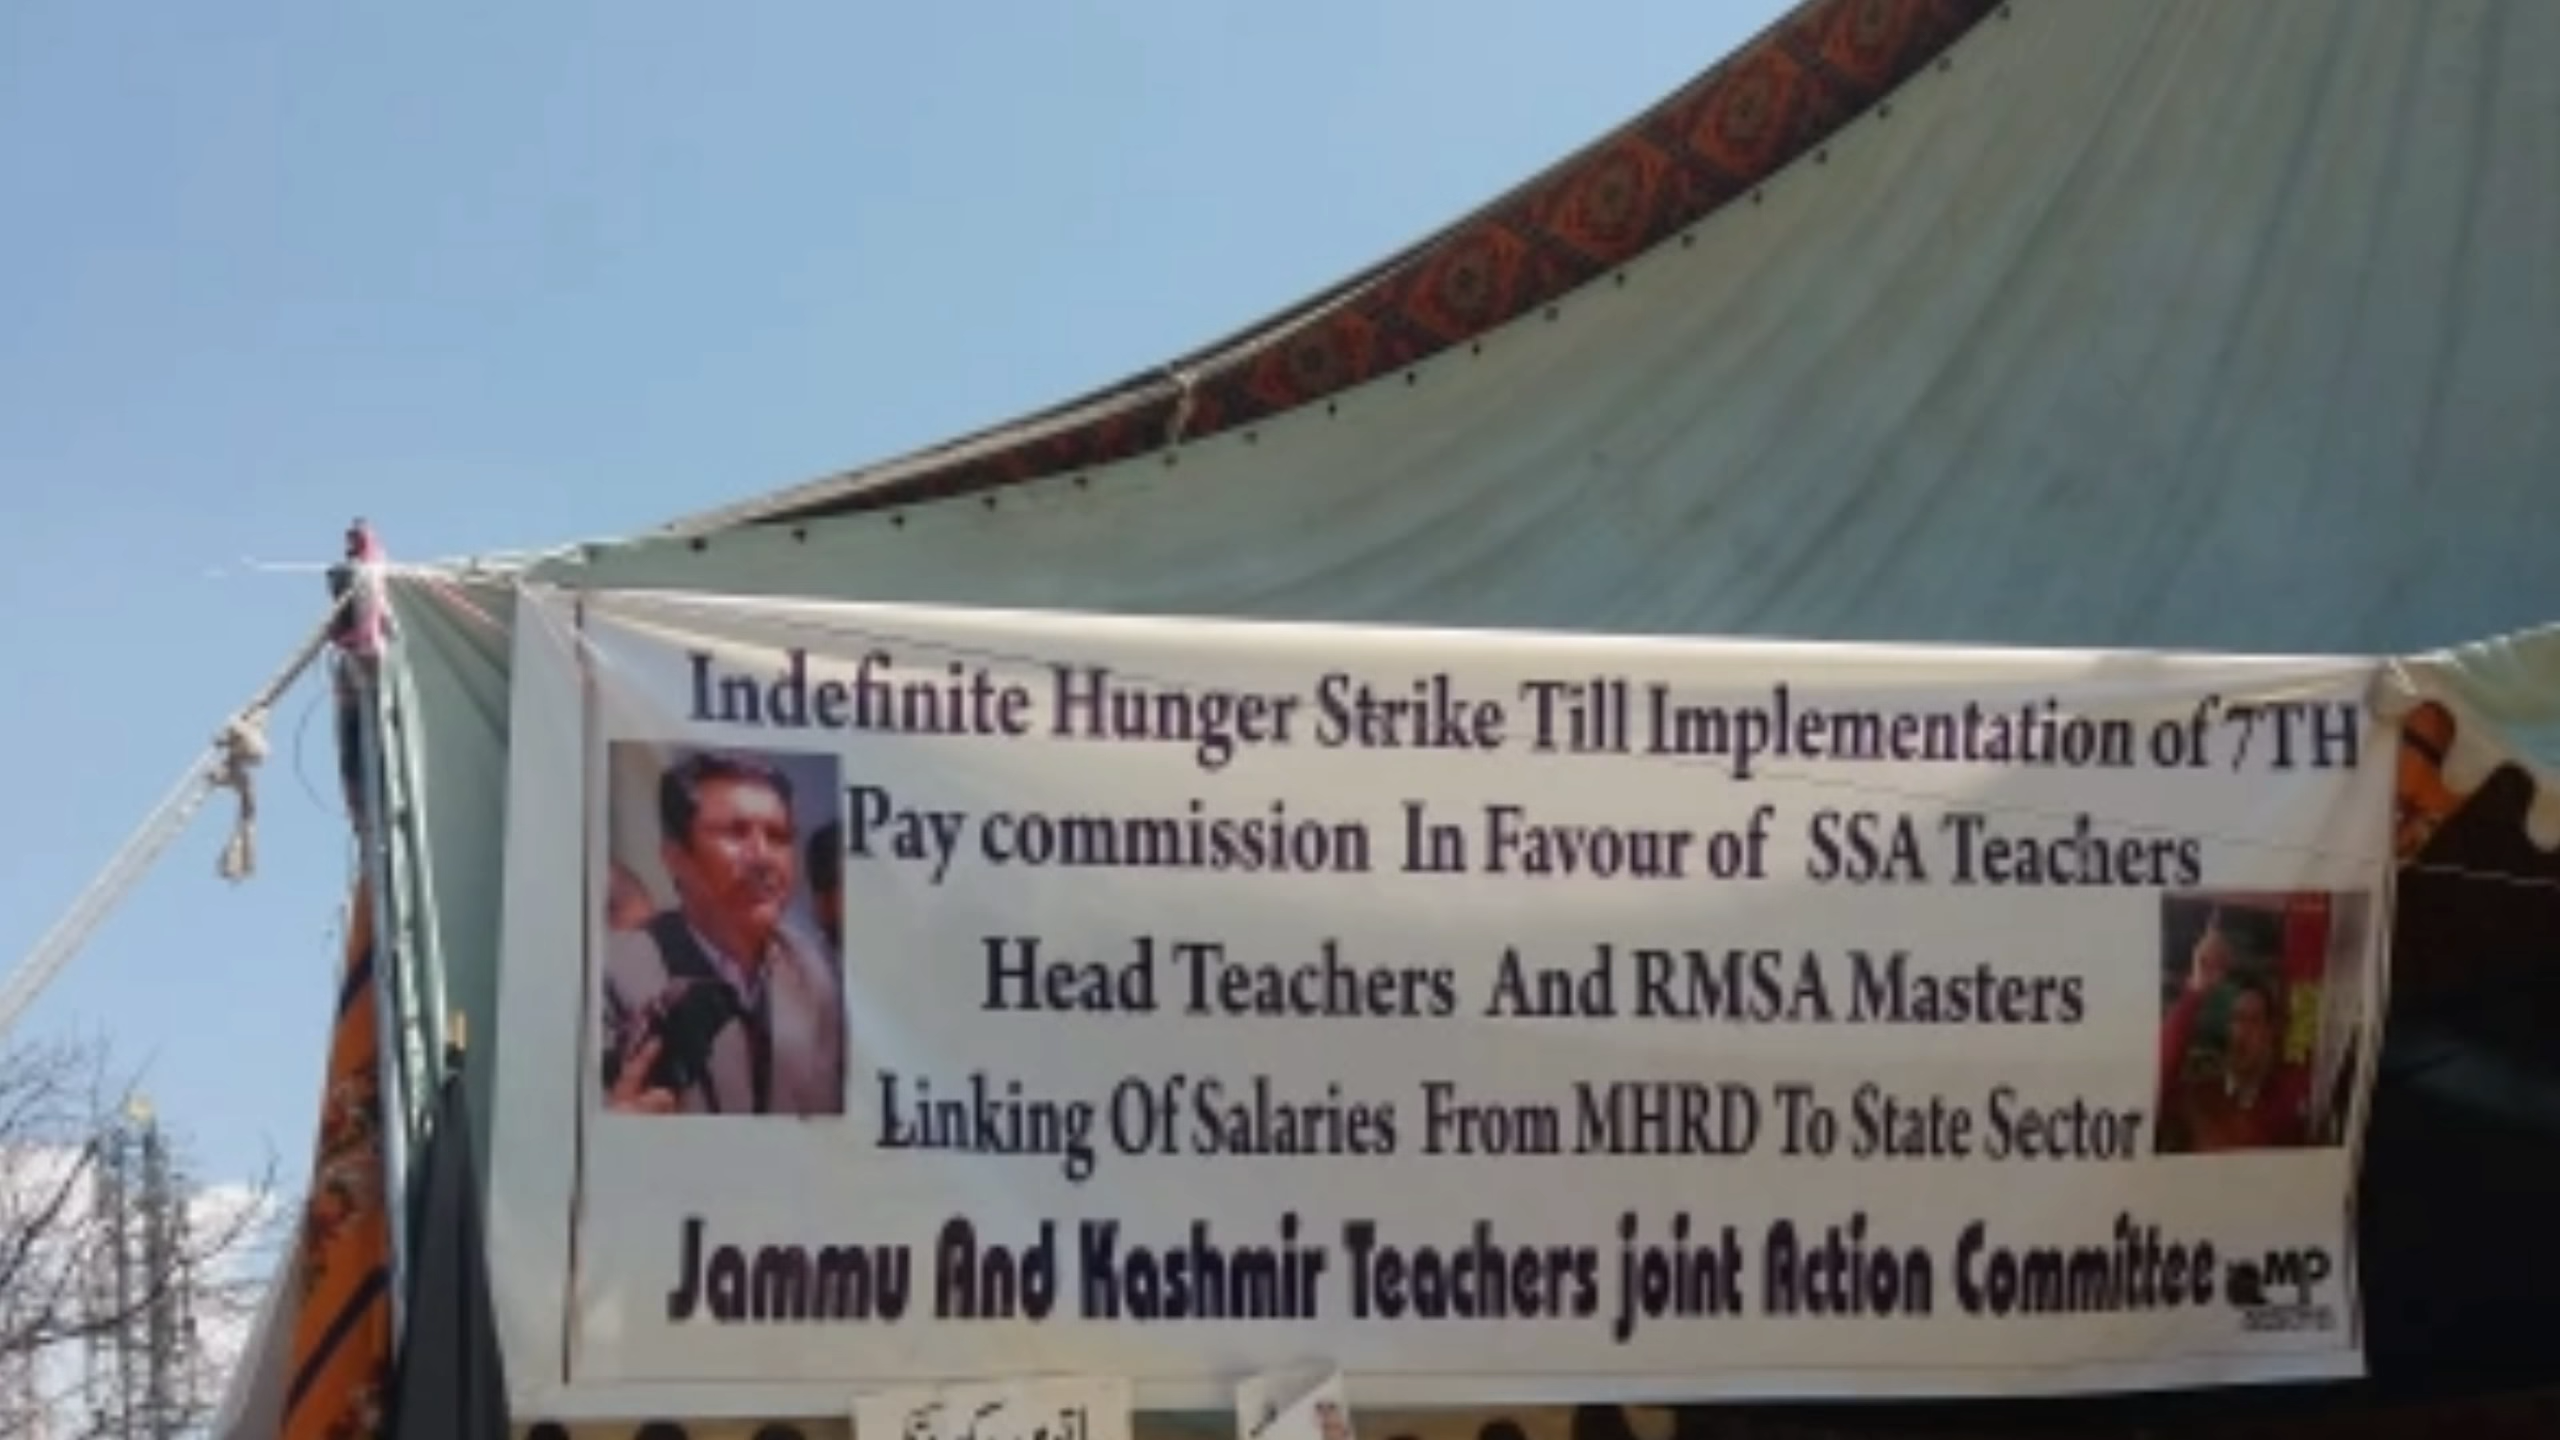 Indefinite Hunger Strike Till Implementation of 7TH
Pay commission In Favour of SSA Teachers
Head Teachers And RMSA Masters
Linking Of Salaries From MHRD To State Sector
Jammu And Kashmir Teachers joint Action Committee
MP